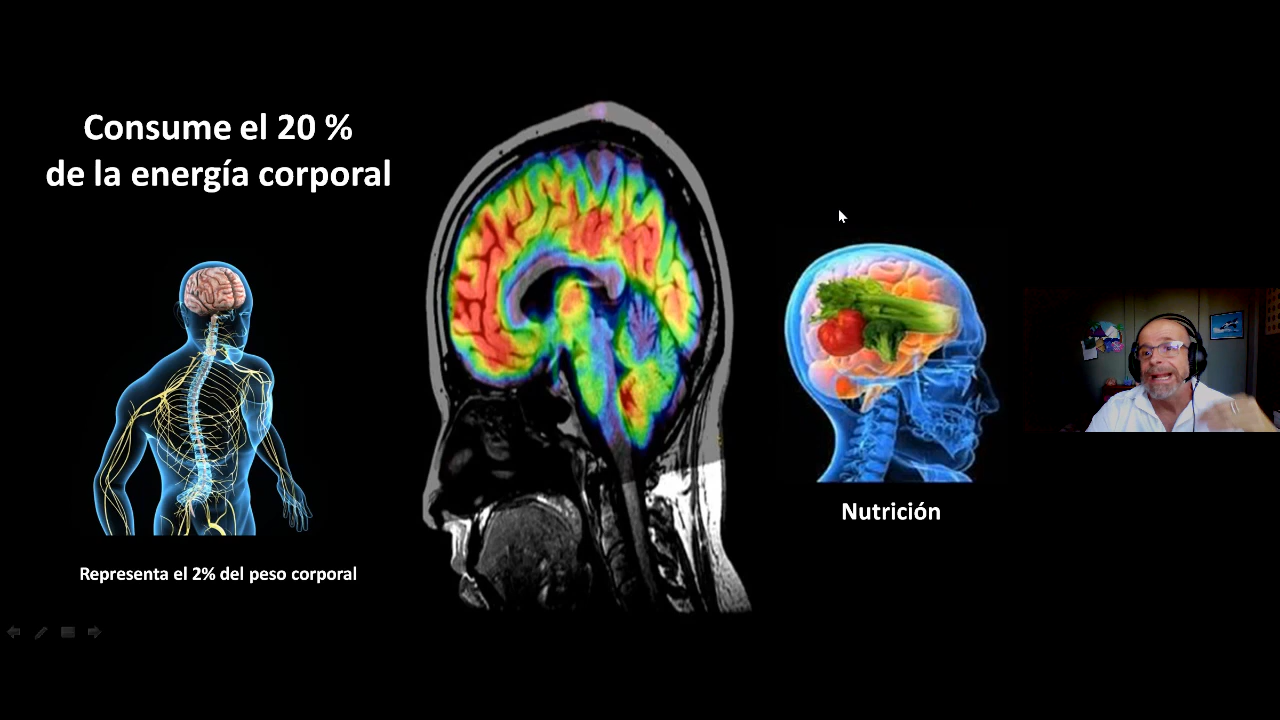 Consume el 20 %
de la energía corporal
Representa el 2% del peso corporal
Nutrición